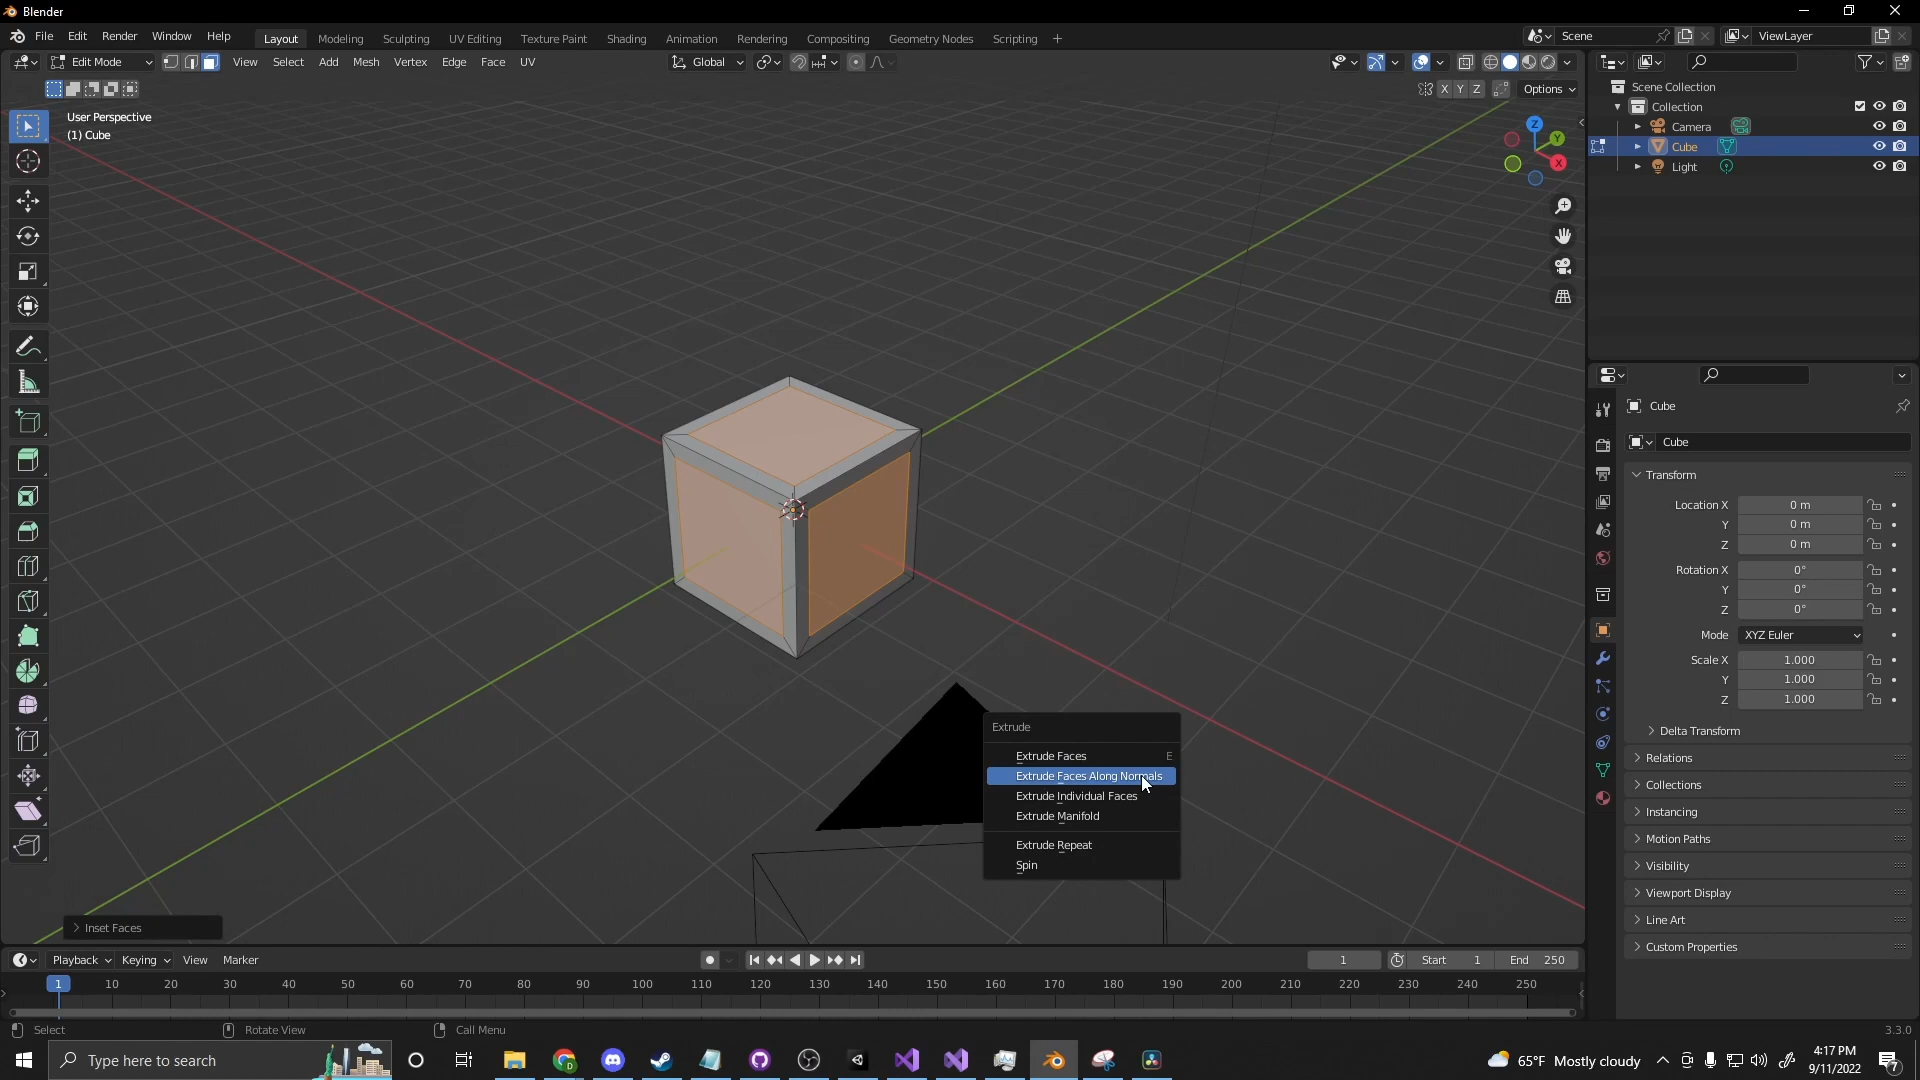 Blender
File Edit Render Window Help
Layout Modeling Sculpting UV Editing Texture Paint Shading Animation Rendering Compositing Geometry Nodes Scripting +
Scene
ViewLayer
Edit Mode
View Select Add Mesh Vertex Edge Face UV
Global
X Y Z
Options
User Perspective
(1) Cube
Z
Y
X
Scene Collection
Collection
Camera
Cube
Light
Cube
Cube
Transform
Location X 0 m
Y 0 m
Z 0 m
Rotation X 0°
Y 0°
Z 0°
Mode XYZ Euler
Scale X 1.000
Y 1.000
Z 1.000
Delta Transform
Relations
Collections
Instancing
Motion Paths
Visibility
Viewport Display
Line Art
Custom Properties
Extrude
Extrude Faces E
Extrude Faces Along Normals
Extrude Individual Faces
Extrude Manifold
Extrude Repeat
Spin
Inset Faces
Playback Keying View Marker
1 Start 1 End 250
1 10 20 30 40 50 60 70 80 90 100 110 120 130 140 150 160 170 180 190 200 210 220 230 240 250
Select Rotate View Call Menu
3.3.0
Type here to search
65°F Mostly cloudy
4:17 PM
9/11/2022
7